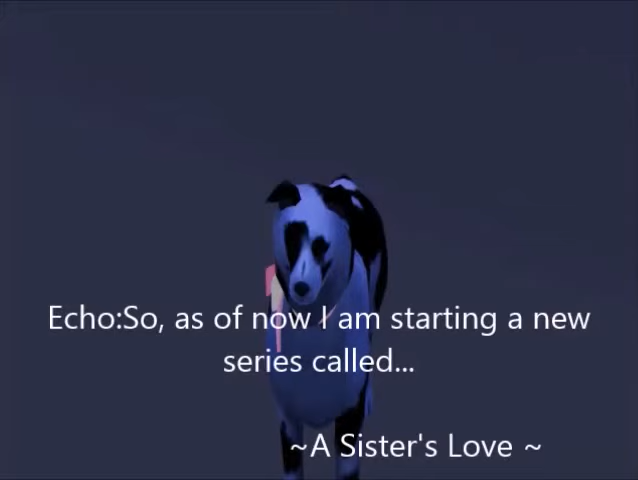 Echo:So, as of now I am starting a new
series called...
~A Sister's Love ~